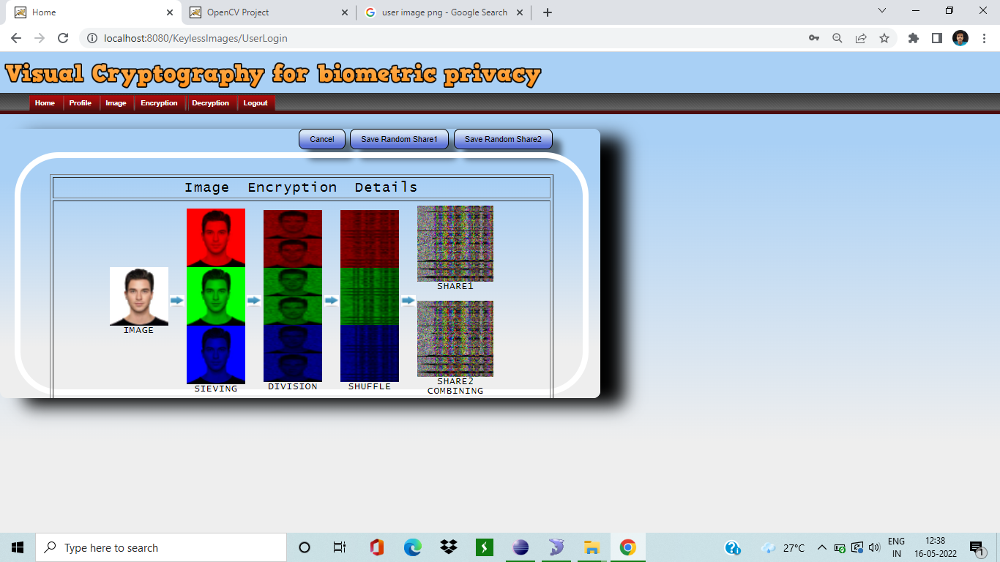 Home
OpenCV Project
user image png - Google Search
localhost:8080/KeylessImages/UserLogin
Visual Cryptography for biometric privacy
Home Profile Image Encryption Decryption Logout
Cancel Save Random Share1 Save Random Share2
Image Encryption Details
SHARE1
IMAGE
SIEVING
DIVISION
SHUFFLE
SHARE2
COMBINING
Type here to search
27°C
ENG
IN
12:38
16-05-2022
1